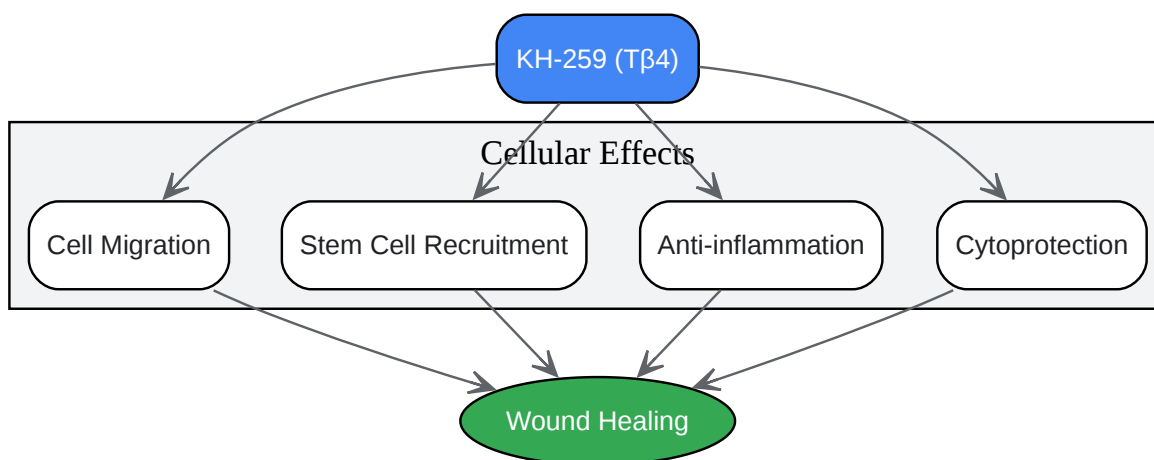 KH-259 (Tβ4)
Cellular Effects
Cell Migration
Stem Cell Recruitment
Anti-inflammation
Cytoprotection
Wound Healing